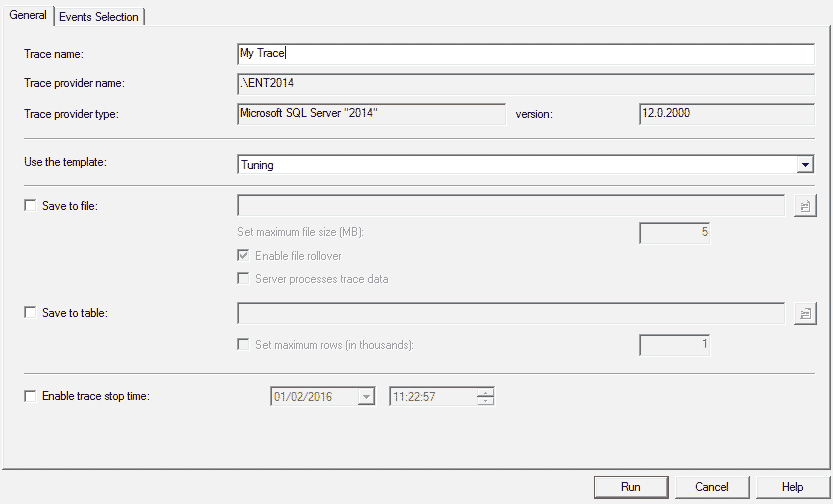 General Events Selection
Trace name: My Trace
Trace provider name: .\ENT2014
Trace provider type: Microsoft SQL Server "2014" version: 12.0.2000
Use the template: Tuning
Save to file:
Set maximum file size (MB): 5
Enable file rollover
Server processes trace data
Save to table:
Set maximum rows (in thousands): 1
Enable trace stop time: 01/02/2016 11:22:57
Run Cancel Help